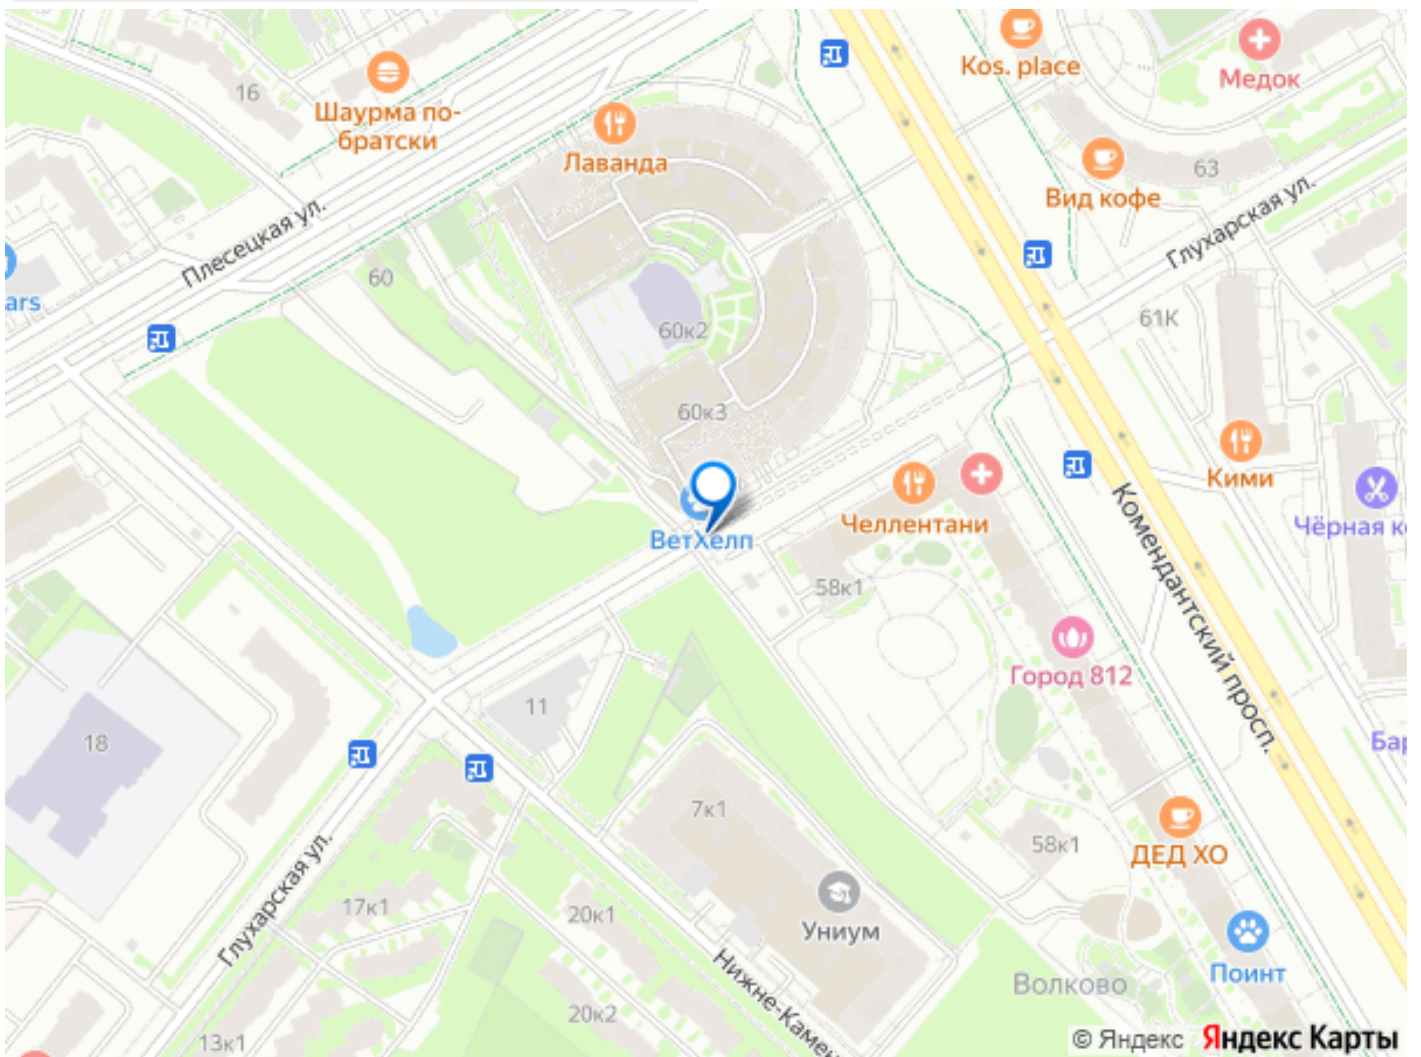 Kos. place
Медок
16
Шаурма по-
братски
Лаванда
63
Вид кофе
Плесецкая ул.
Глухарская ул.
60
ars
60к2
61К
60к3
Кими
Челлентани
Чёрная к
ВетХелп
Комендантский просп.
58к1
Город 812
11
18
Бар
7к1
58к1
ДЕД ХО
Глухарская ул.
17к1
20к1
Униум
Нижне-Камен
Поинт
Волково
20к2
13к1
© Яндекс Яндекс Карты